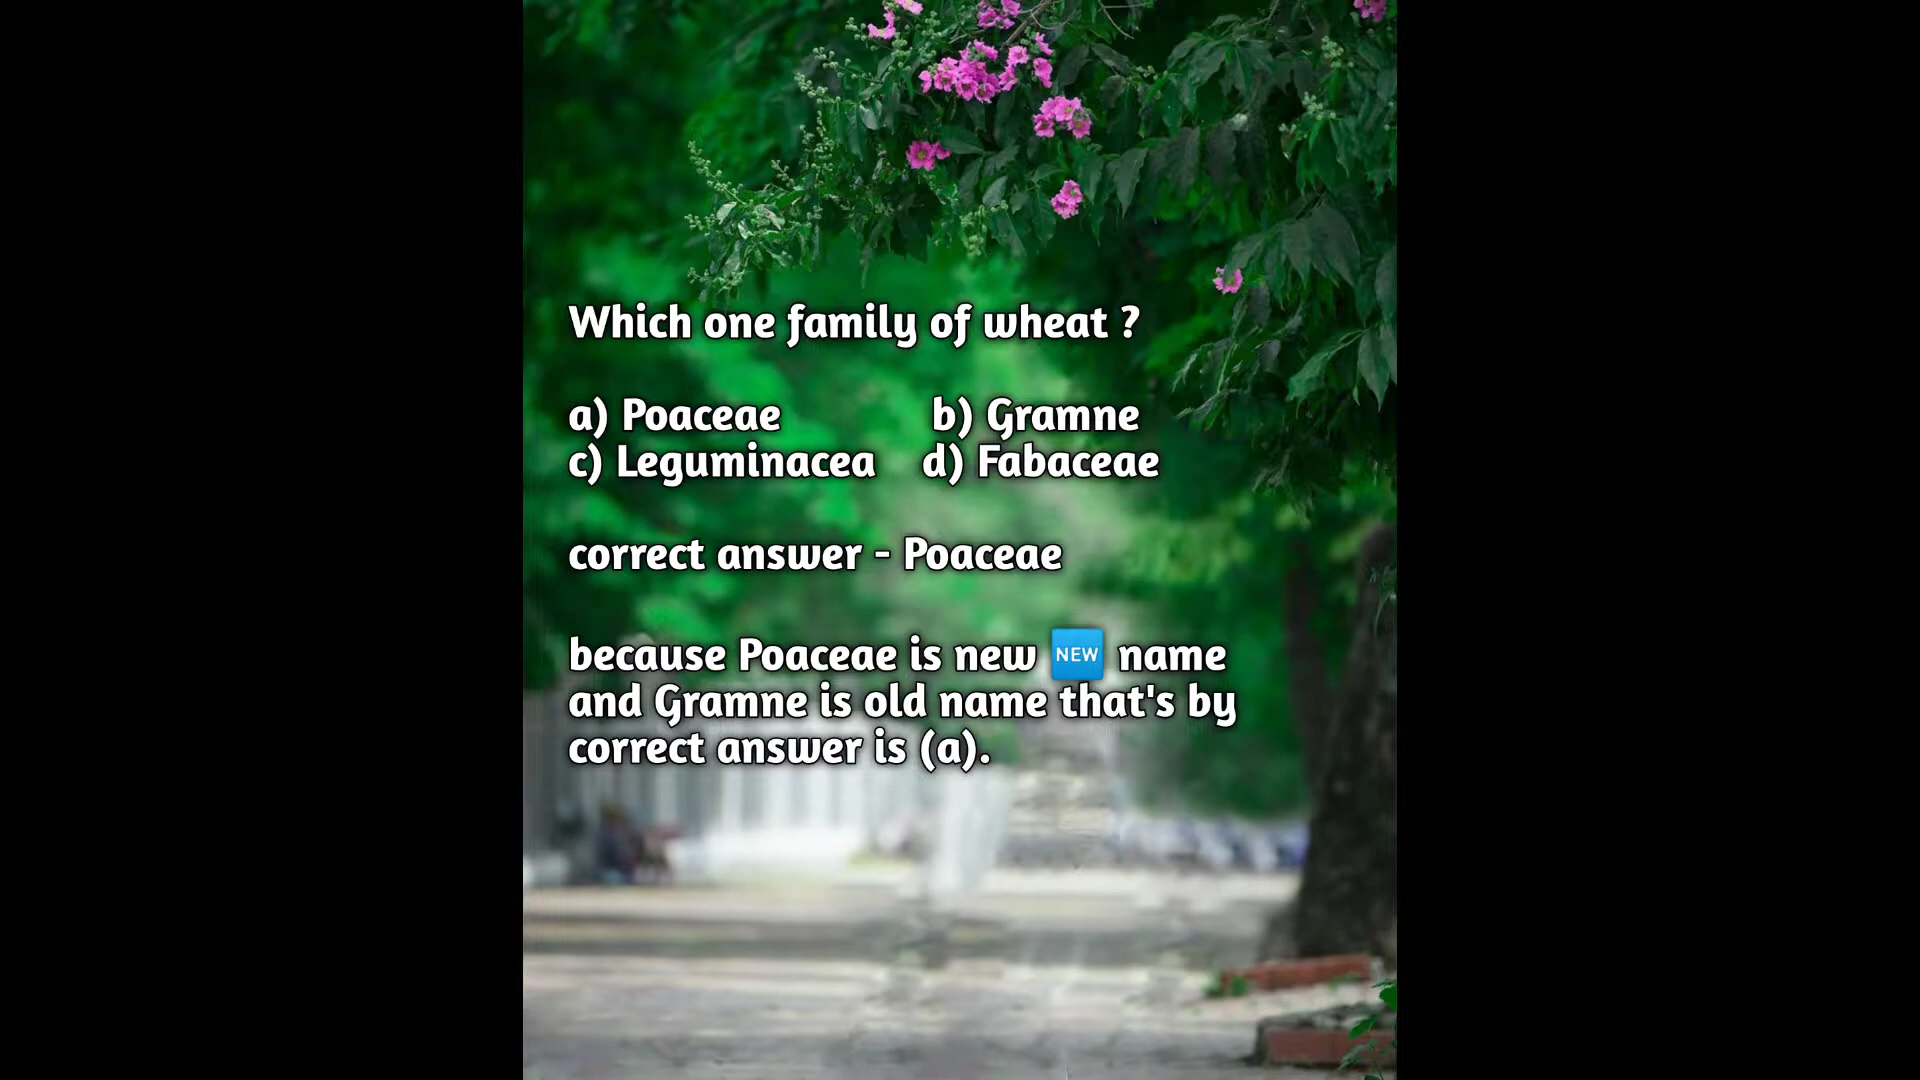 Which one family of wheat ?
a) Poaceae b) Gramne
c) Leguminacea d) Fabaceae
correct answer - Poaceae
because Poaceae is new 🆕 name
and Gramne is old name that's by
correct answer is (a).